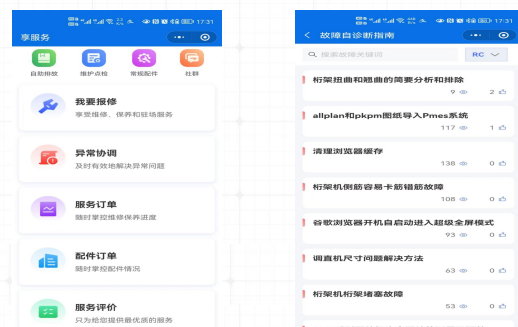 17:31
享服务
自助排故
维护点检
常规配件
社群
我要报修
享受维修、保养和驻场服务
异常协调
及时有效地解决异常问题
服务订单
随时掌控维修保养进度
配件订单
随时掌控配件情况
服务评价
只为给您提供最优质的服务
17:31
故障自诊断指南
搜索故障关键词
RC
桁架扭曲和翘曲的简要分析和排除
9 2
allplan和pkpm图纸导入Pmes系统
117 1
清理浏览器缓存
138 0
桁架机侧筋容易卡筋错筋故障
108 0
谷歌浏览器开机自启动进入超级全屏模式
93 0
调直机尺寸问题解决方法
63 0
桁架机桁架堵塞故障
53 0